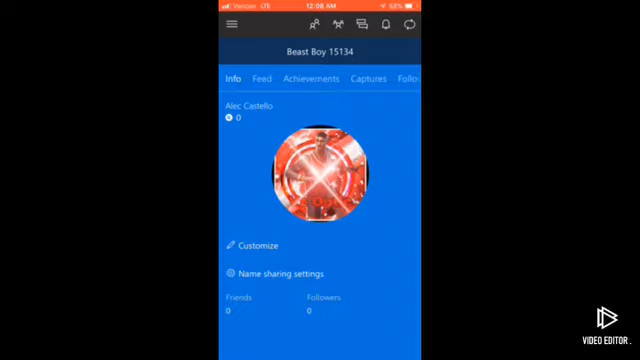 Verizon LTE 12:08 AM 68%
Beast Boy 15134
Info Feed Achievements Captures Follo
Alec Castello
0
Customize
Name sharing settings
Friends Followers
0 0
VIDEO EDITOR